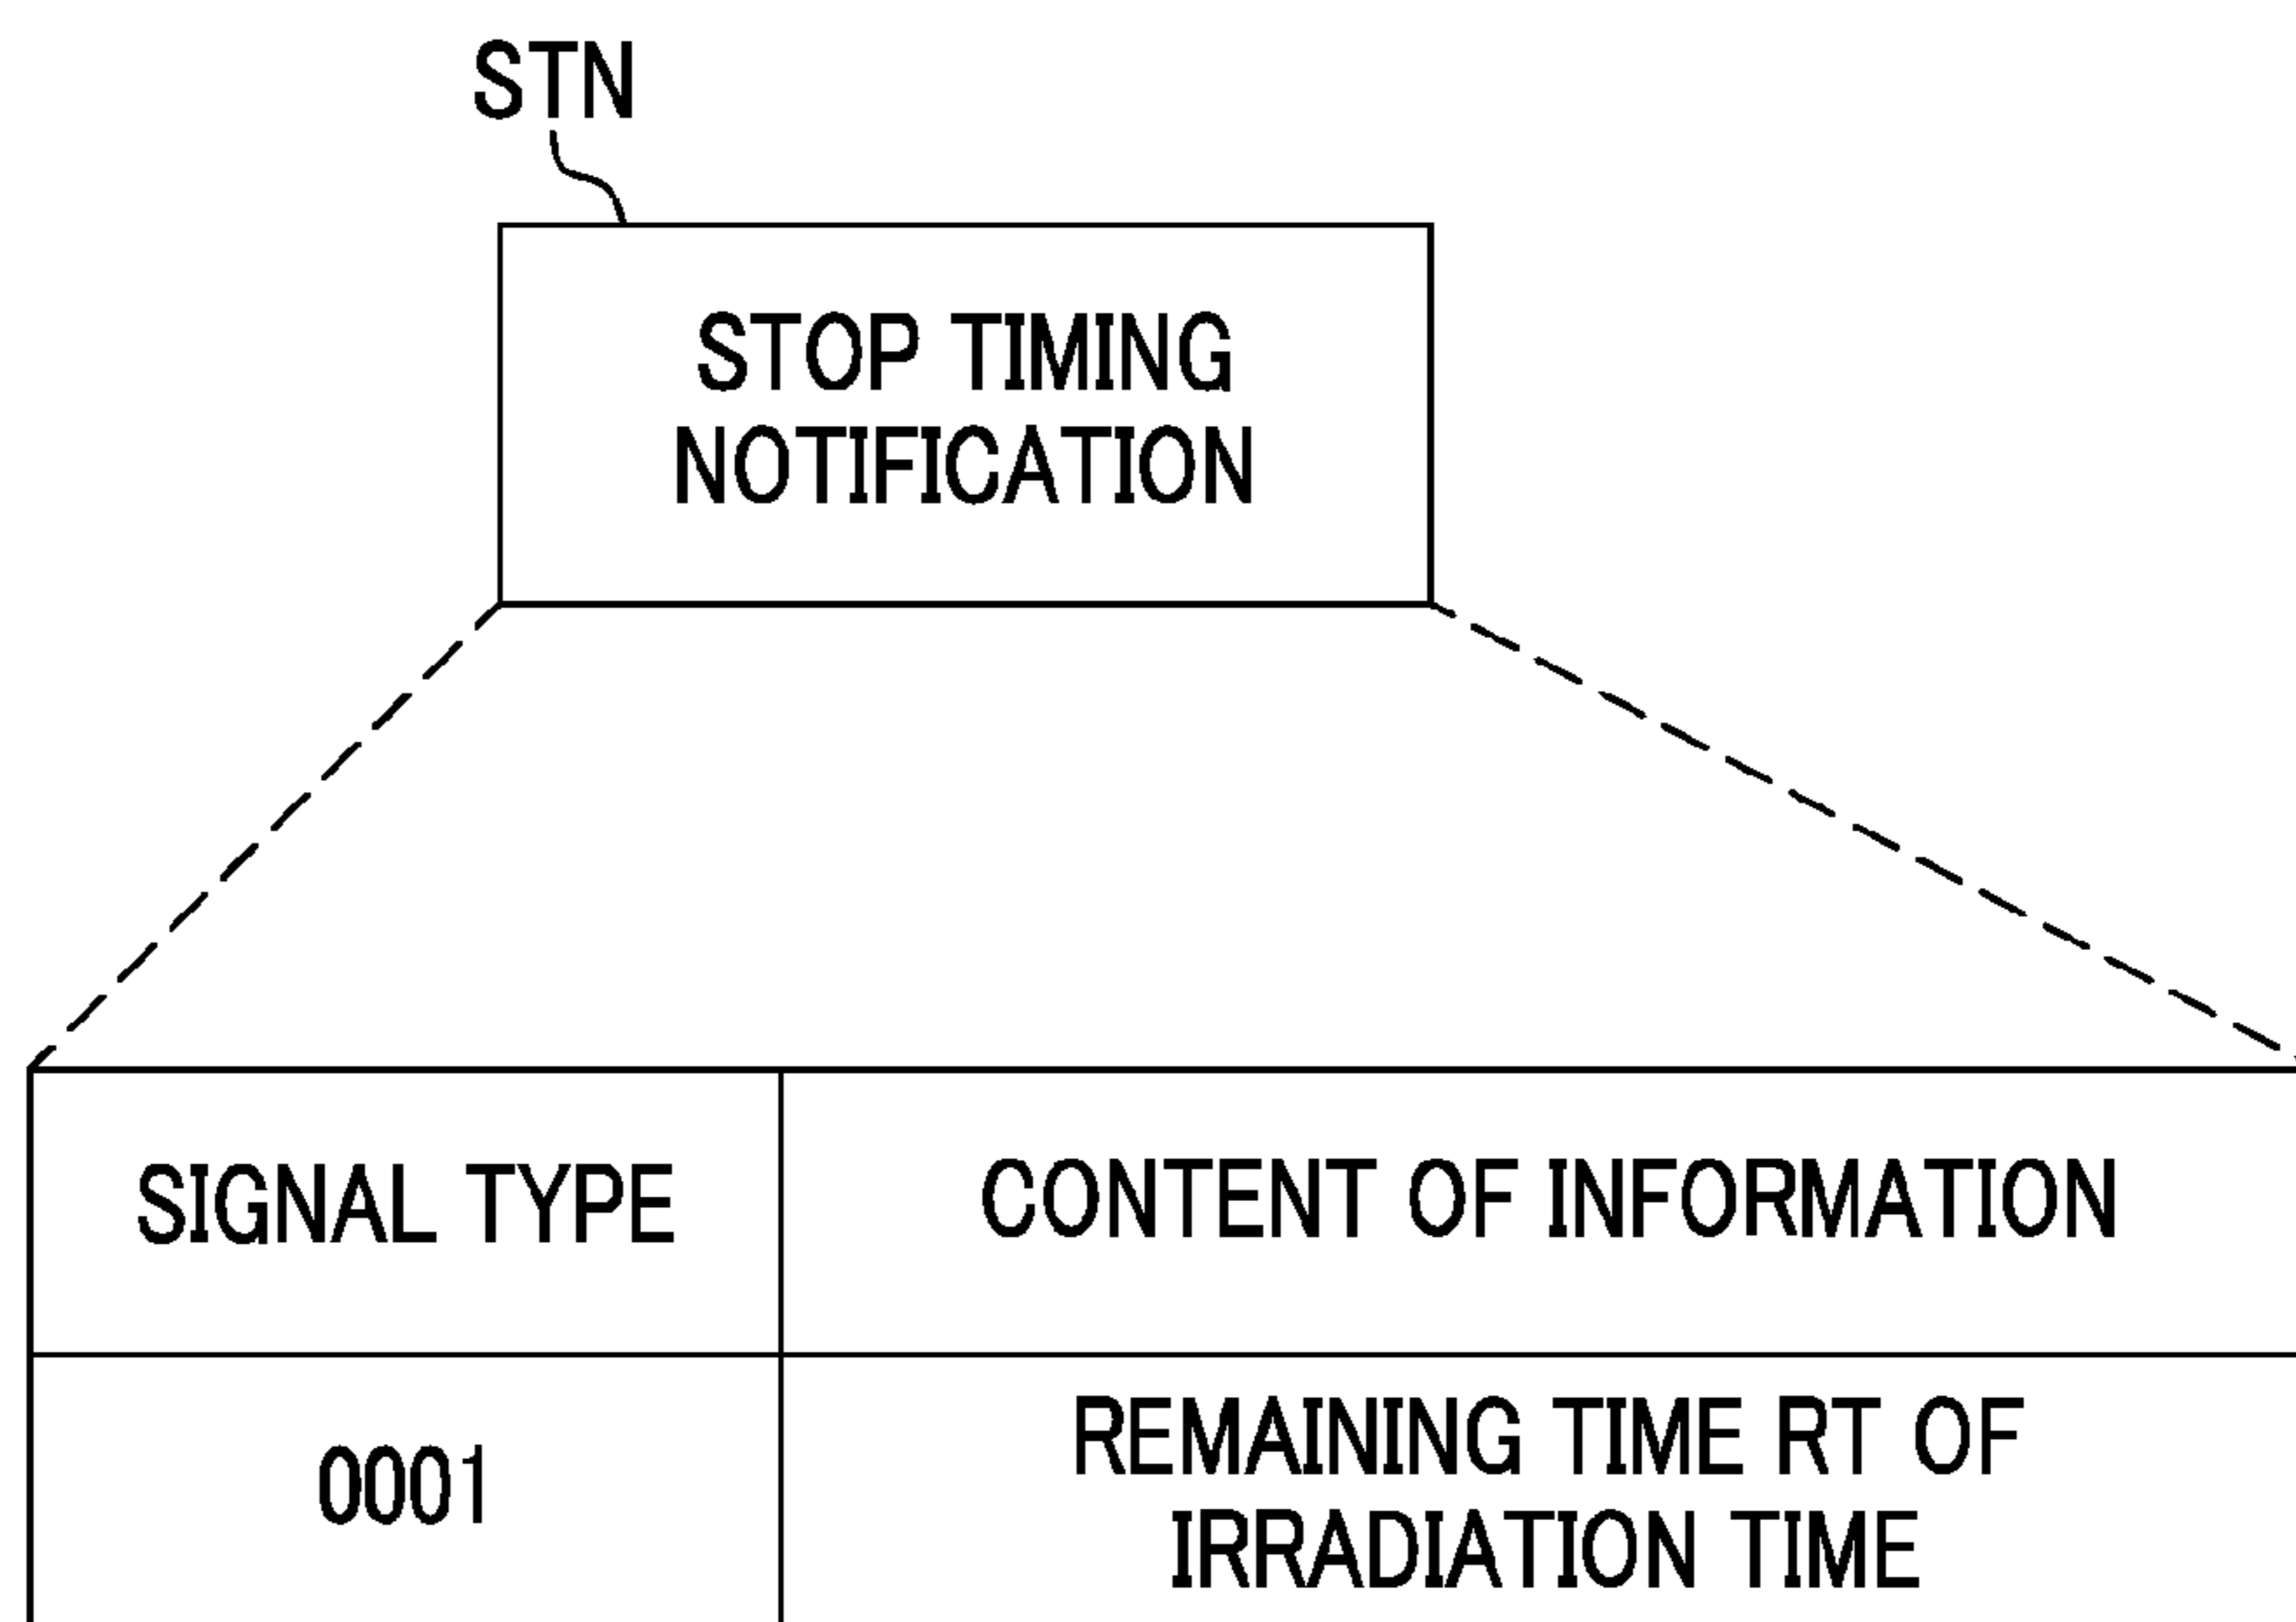 STN
STOP TIMING
NOTIFICATION
SIGNAL TYPE
CONTENT OF INFORMATION
0001
REMAINING TIME RT OF
IRRADIATION TIME